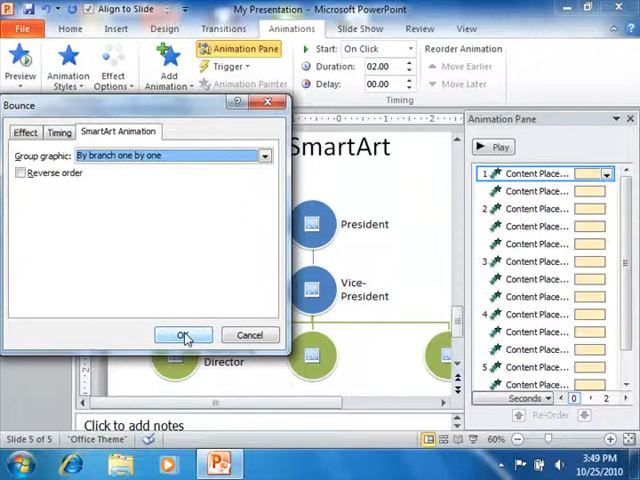 Align to Slide
My Presentation - Microsoft PowerPoint
File
Home
Insert
Design
Transitions
Animations
Slide Show
Review
View
Preview
Animation
Styles
Effect
Options
Add
Animation
Animation Pane
Trigger
Animation Painter
Start: On Click
Duration: 02.00
Delay: 00.00
Timing
Reorder Animation
Move Earlier
Move Later
Bounce
Effect
Timing
SmartArt Animation
Group graphic: By branch one by one
Reverse order
OK
Cancel
SmartArt
President
Vice-
President
Director
Click to add notes
Animation Pane
Play
1 Content Place...
Content Place...
2 Content Place...
Content Place...
Content Place...
3 Content Place...
Content Place...
Content Place...
4 Content Place...
Content Place...
Content Place...
5 Content Place...
Content Place...
Seconds
0
2
Re-Order
Slide 5 of 5
"Office Theme"
60%
3:49 PM
10/25/2010